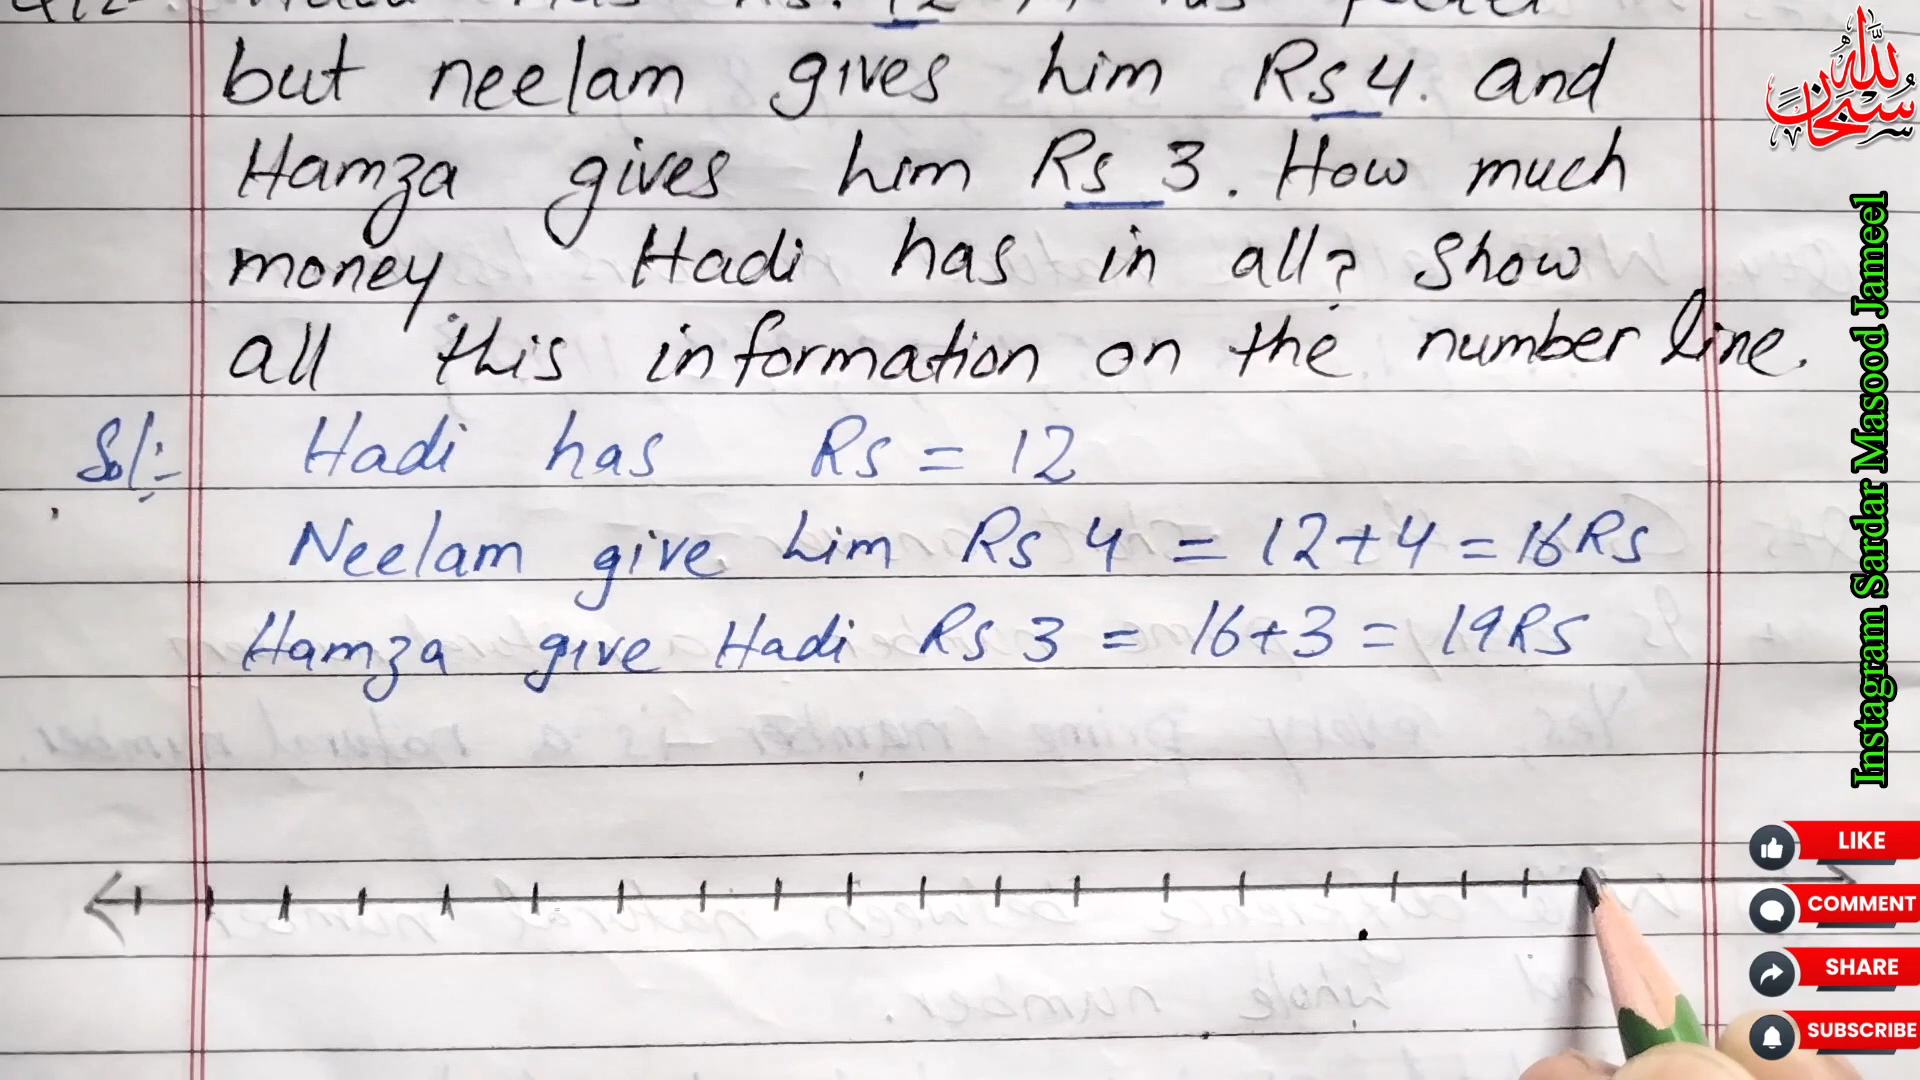 but neelam gives him Rs 4. and
Hamza gives him Rs 3. How much
money Hadi has in all? Show
all this information on the number line.
Sol:- Hadi has Rs = 12
Neelam give him Rs 4 = 12+4 = 16Rs
Hamza give Hadi Rs 3 = 16+3 = 19Rs
سبحان الله
Instagram Sardar Masood Jameel
LIKE
COMMENT
SHARE
SUBSCRIBE